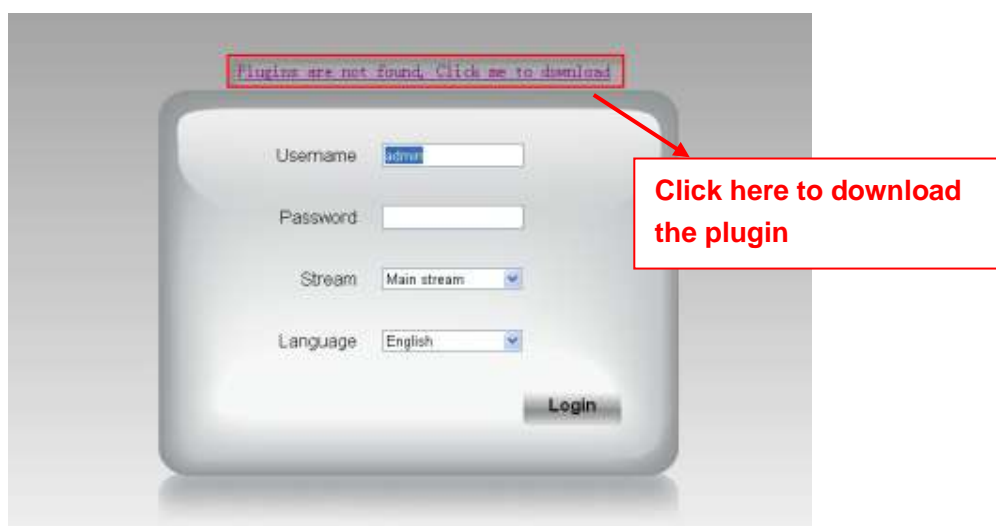 Plugins are not found, Click me to download
Username
admin
Click here to download
the plugin
Password
Stream
Main stream
Language
English
Login